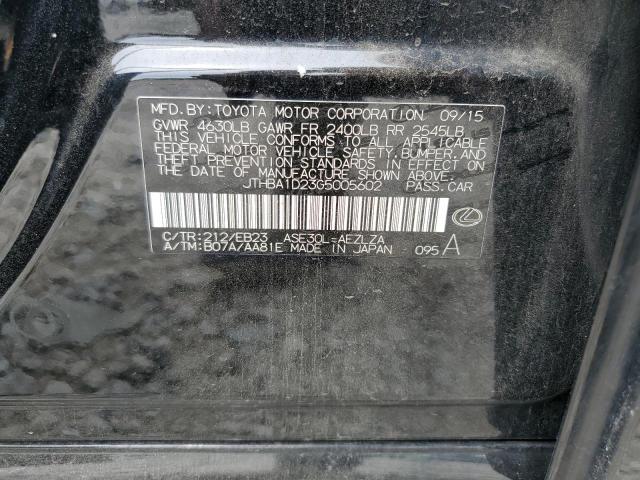 MFD.BY:TOYOTA MOTOR CORPORATION 09/15
GVWR 4630LB GAWR FR 2400LB RR 2545LB
THIS VEHICLE CONFORMS TO ALL APPLICABLE
FEDERAL MOTOR VEHICLE SAFETY,BUMPER,AND
THEFT PREVENTION STANDARDS IN EFFECT ON
THE DATE OF MANUFACTURE SHOWN ABOVE.
JTHBA1D23G5005602 PASS.CAR
C/TR:212/EB23 ASE30L-AEZLZA
A/TM:B07A/AA81E MADE IN JAPAN 095 A